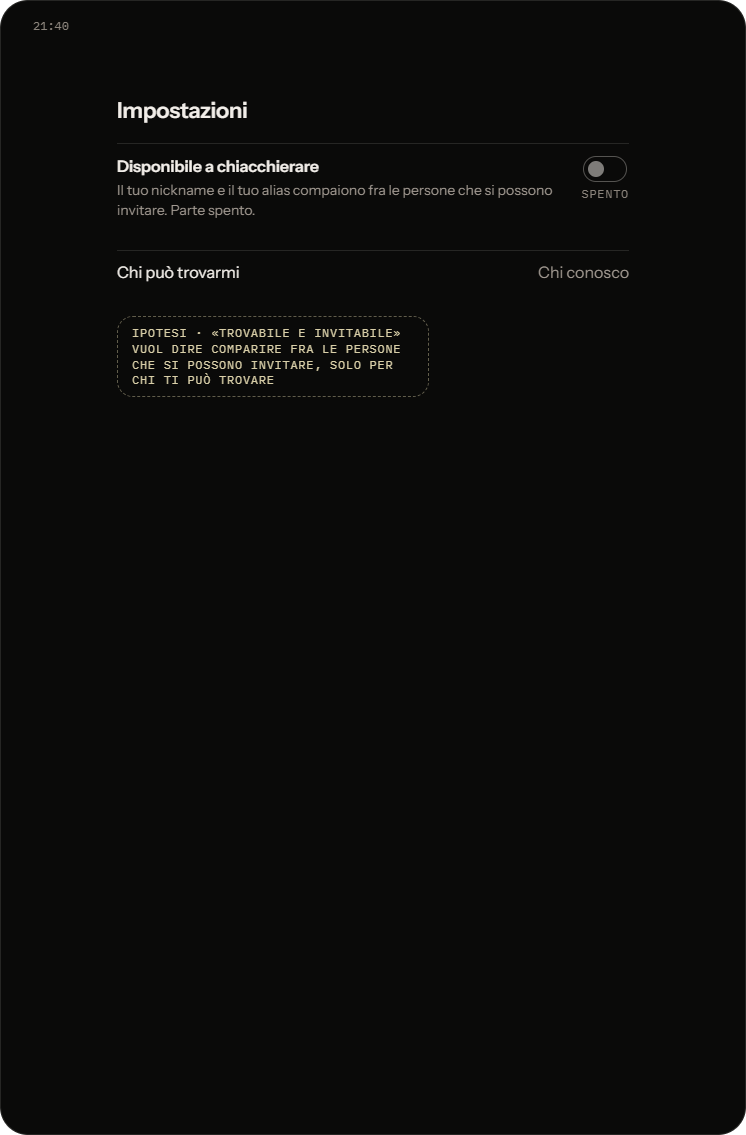 21:40
Impostazioni
Disponibile a chiacchierare
Il tuo nickname e il tuo alias compaiono fra le persone che si possono
invitare. Parte spento.
SPENTO
Chi può trovarmi
Chi conosco
IPOTESI · «TROVABILE E INVITABILE»
VUOL DIRE COMPARIRE FRA LE PERSONE
CHE SI POSSONO INVITARE, SOLO PER
CHI TI PUÒ TROVARE